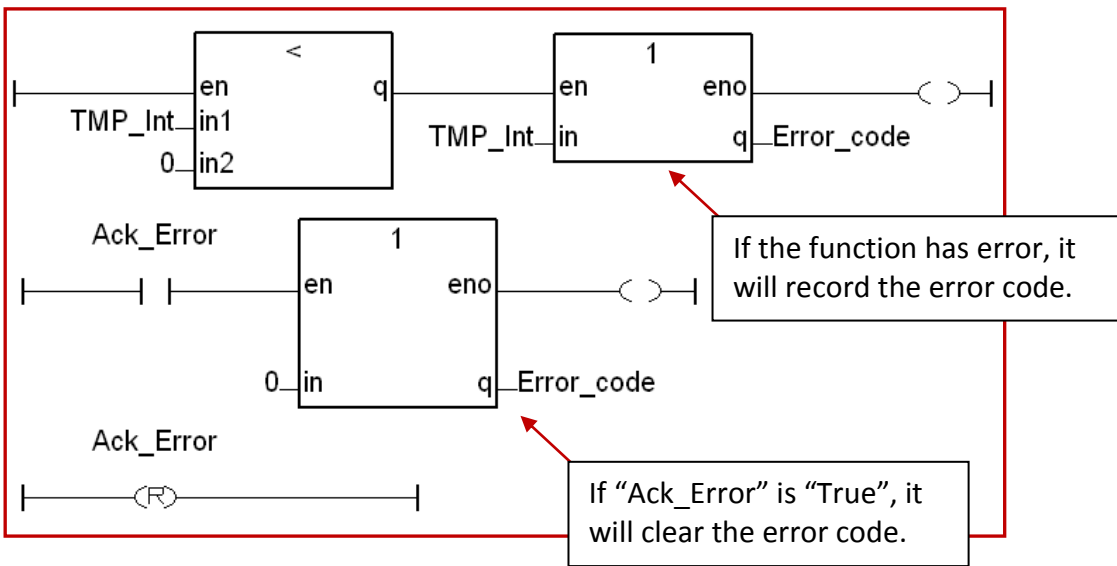 <
1
en
q
en
eno
TMP_Int
in1
TMP_Int
in
q
Error_code
0
in2
Ack_Error
1
If the function has error, it
will record the error code.
en
eno
0
in
q
Error_code
Ack_Error
R
If “Ack_Error” is “True”, it
will clear the error code.